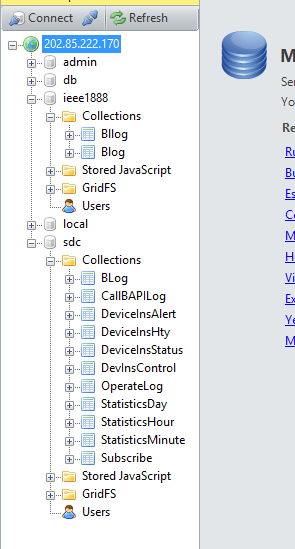 Connect Refresh
202.85.222.170
admin
db
ieee1888
Collections
Bllog
Blog
Stored JavaScript
GridFS
Users
local
sdc
Collections
BLog
CallBAPILog
DeviceInsAlert
DeviceInsHty
DeviceInsStatus
DevInsControl
OperateLog
StatisticsDay
StatisticsHour
StatisticsMinute
Subscribe
Stored JavaScript
GridFS
Users
M
Ser
You
Re
Ru
Bu
Es
Co
M
H
Vi
Ex
Ye
M